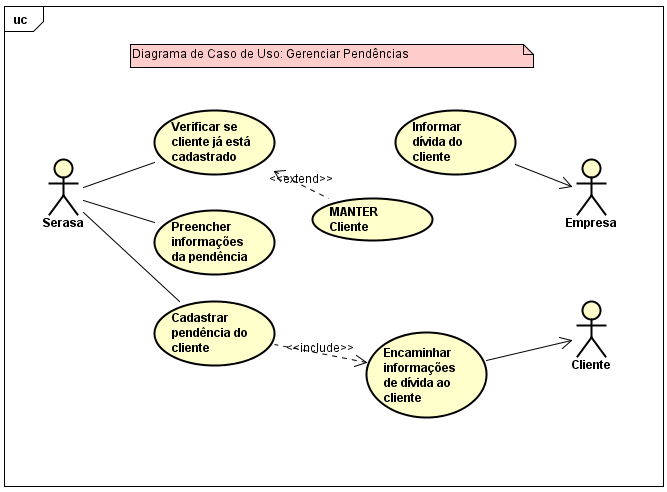 uc
Diagrama de Caso de Uso: Gerenciar Pendências
Verificar se
cliente já está
cadastrado
Informar
dívida do
cliente
<<extend>>
MANTER
Cliente
Serasa
Empresa
Preencher
informações
da pendência
Cadastrar
pendência do
cliente
<<include>>
Encaminhar
informações
de dívida ao
cliente
Cliente